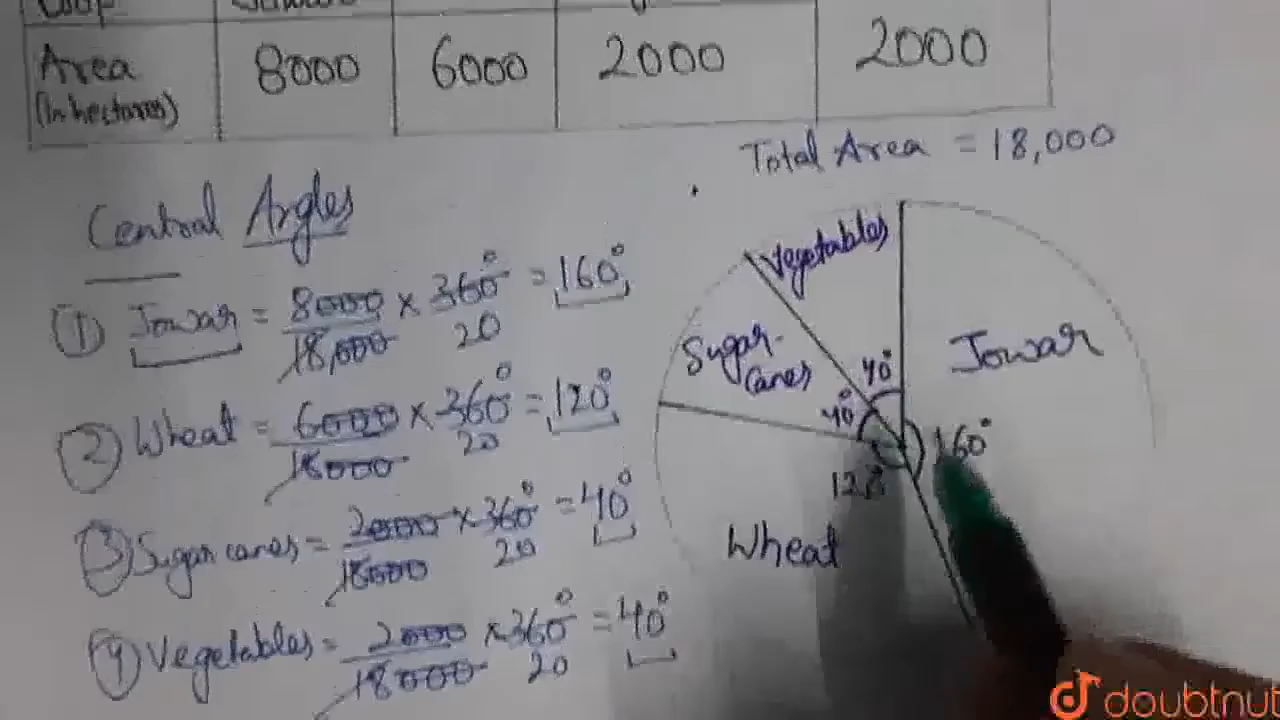 Crop
Area 8000 6000 2000 2000
(In hectares)
Total Area = 18,000
Central Angles
(1) Jowar = 8000/18,000 × 360° = 160°
20
(2) Wheat = 6000/18000 × 360° = 120°
20
(3) Sugar canes = 2000/18000 × 360° = 40°
20
(4) Vegetables = 2000/18000 × 360° = 40°
20
Vegetables
Jowar
Sugar-
canes
40°
40°
160°
Wheat
doubtnut